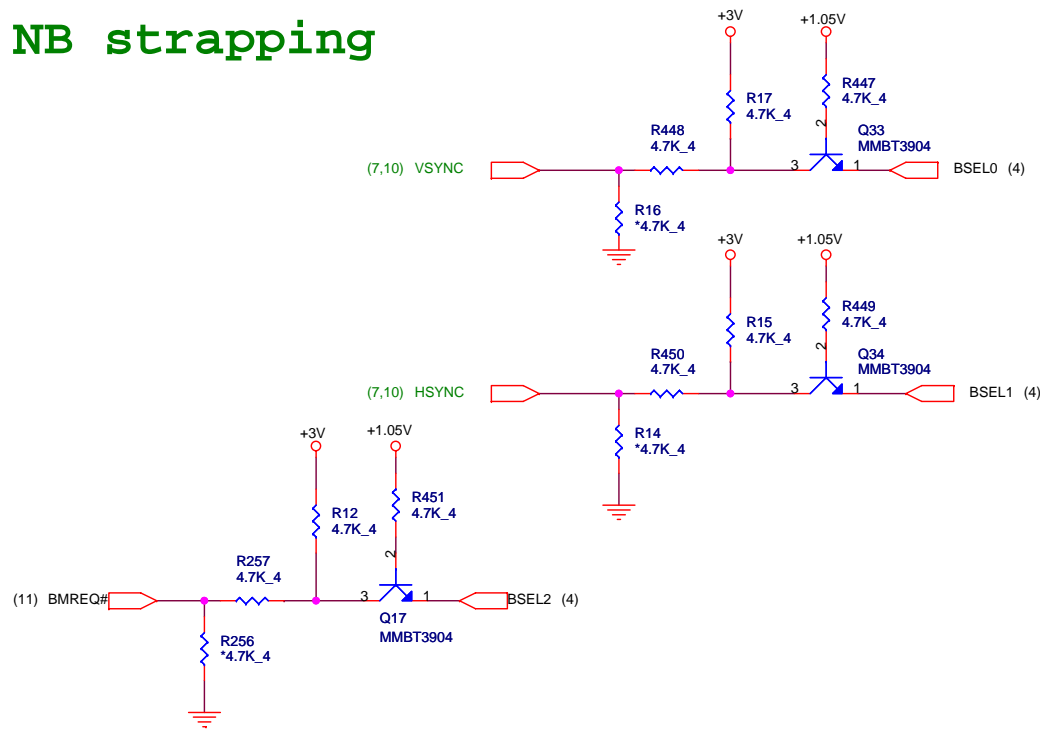 NB strapping
+3V
+1.05V
R17
4.7K_4
R447
4.7K_4
2
Q33
MMBT3904
R448
4.7K_4
(7,10) VSYNC
3
1
BSEL0 (4)
R16
*4.7K_4
+3V
+1.05V
R15
4.7K_4
R449
4.7K_4
2
Q34
MMBT3904
R450
4.7K_4
(7,10) HSYNC
3
1
BSEL1 (4)
R14
*4.7K_4
+3V
+1.05V
R12
4.7K_4
R451
4.7K_4
2
R257
4.7K_4
(11) BMREQ#
3
1
BSEL2 (4)
Q17
MMBT3904
R256
*4.7K_4